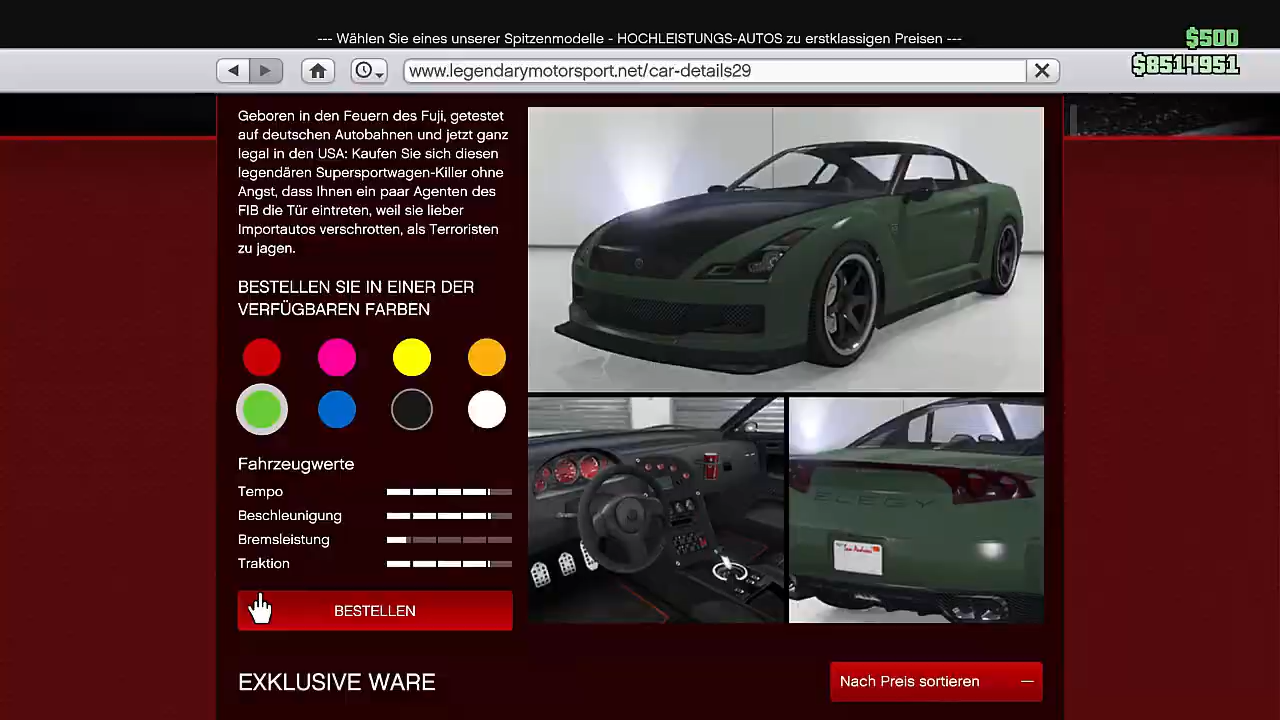 --- Wählen Sie eines unserer Spitzenmodelle - HOCHLEISTUNGS-AUTOS zu erstklassigen Preisen ---
$500
$8514951
www.legendarymotorsport.net/car-details29
Geboren in den Feuern des Fuji, getestet
auf deutschen Autobahnen und jetzt ganz
legal in den USA: Kaufen Sie sich diesen
legendären Supersportwagen-Killer ohne
Angst, dass Ihnen ein paar Agenten des
FIB die Tür eintreten, weil sie lieber
Importautos verschrotten, als Terroristen
zu jagen.
BESTELLEN SIE IN EINER DER
VERFÜGBAREN FARBEN
Fahrzeugwerte
Tempo
Beschleunigung
Bremsleistung
Traktion
BESTELLEN
ELEGY
San Andreas
EXKLUSIVE WARE
Nach Preis sortieren